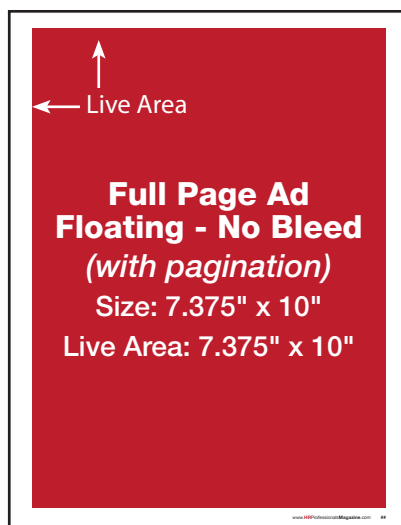 Live Area
Full Page Ad
Floating - No Bleed
(with pagination)
Size: 7.375" x 10"
Live Area: 7.375" x 10"
www.HRProfessionalsMagazine.com ##